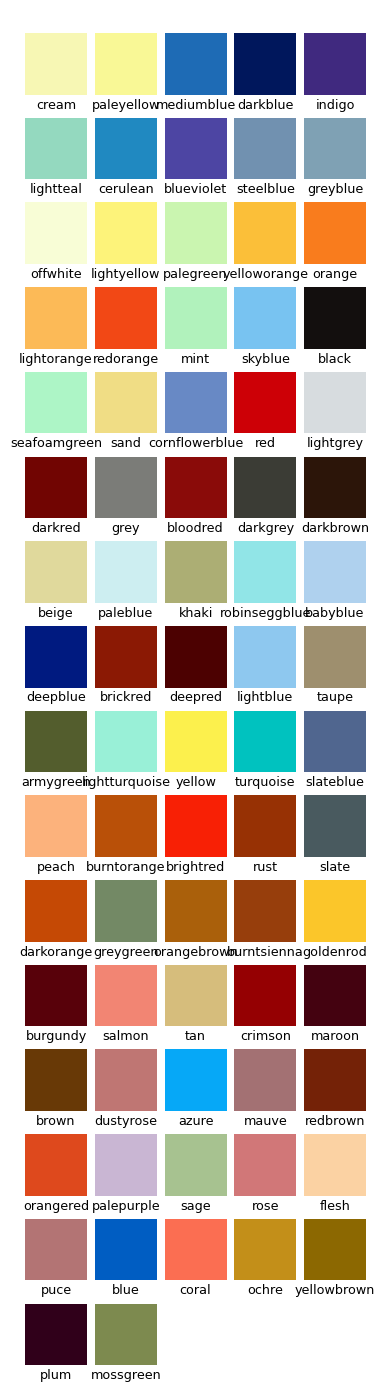 cream paleyellow mediumblue darkblue indigo
lightteal cerulean blueviolet steelblue greyblue
offwhite lightyellow palegreen yelloworange orange
lightorange redorange mint skyblue black
seafoamgreen sand cornflowerblue red lightgrey
darkred grey bloodred darkgrey darkbrown
beige paleblue khaki robinseggblue babyblue
deepblue brickred deepred lightblue taupe
armygreen lightturquoise yellow turquoise slateblue
peach burntorange brightred rust slate
darkorange greygreen orangebrown burntsienna goldenrod
burgundy salmon tan crimson maroon
brown dustyrose azure mauve redbrown
orangered palepurple sage rose flesh
puce blue coral ochre yellowbrown
plum mossgreen